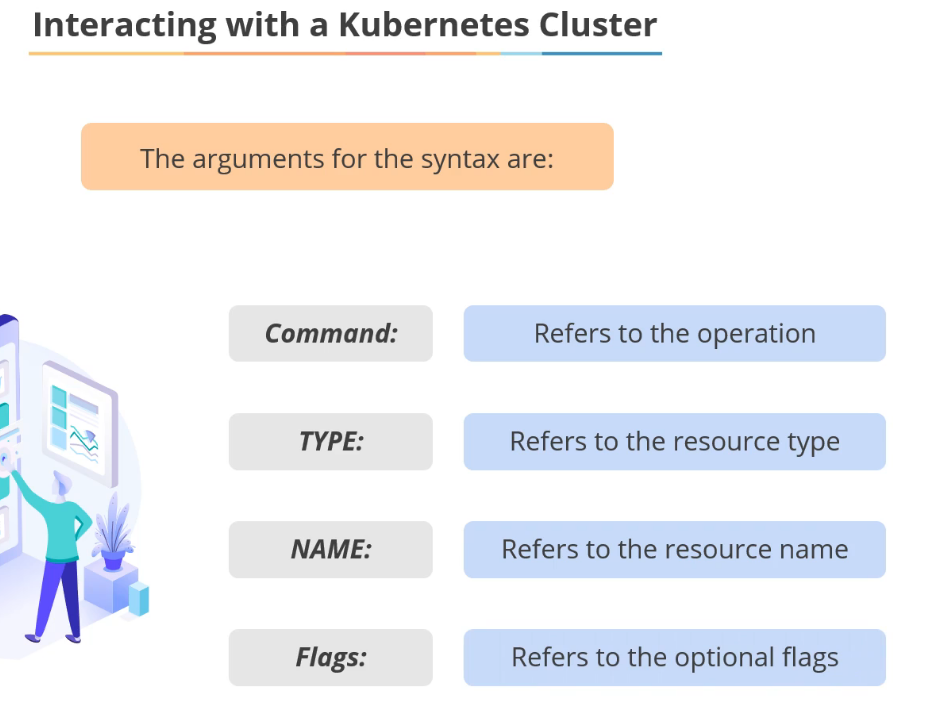 Interacting with a Kubernetes Cluster
The arguments for the syntax are:
Command:
Refers to the operation
TYPE:
Refers to the resource type
NAME:
Refers to the resource name
Flags:
Refers to the optional flags